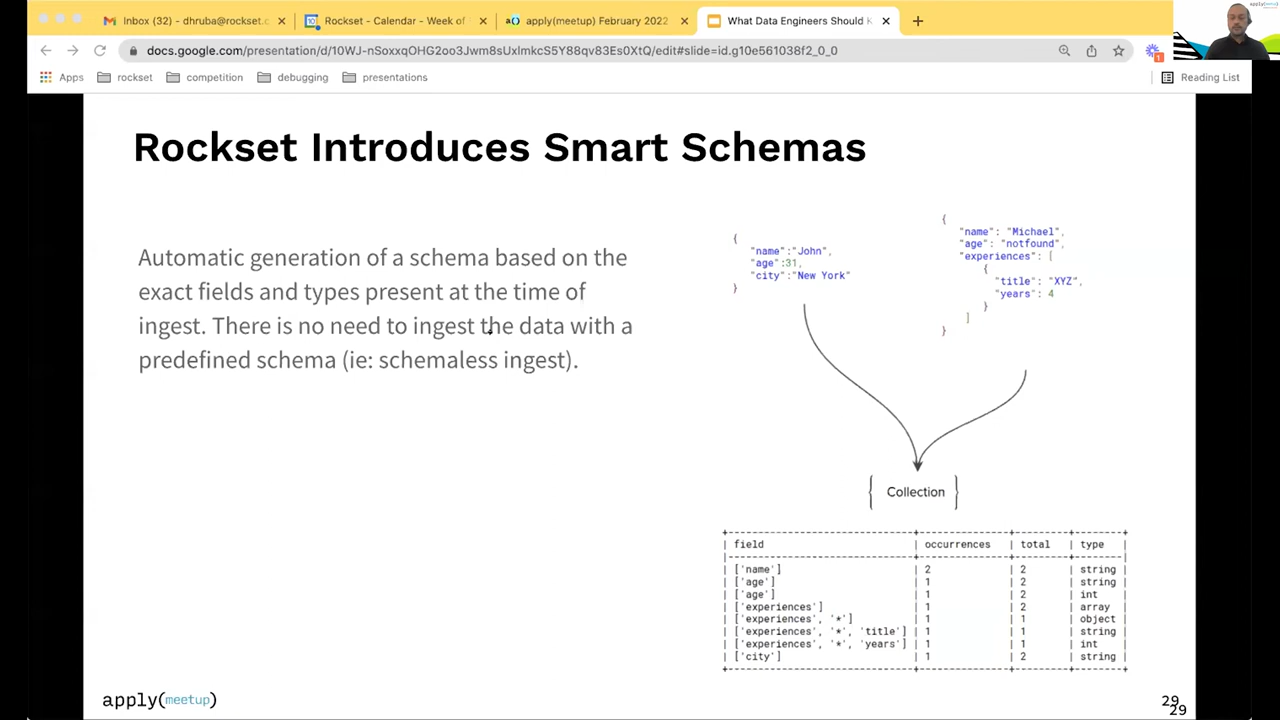 Inbox (32) - dhruba@rockset.c
Rockset - Calendar - Week of
apply(meetup) February 2022
What Data Engineers Should K
docs.google.com/presentation/d/10WJ-nSoxxqOHG2oo3Jwm8sUxlmkcS5Y88qv83Es0XtQ/edit#slide=id.g10e561038f2_0_0
Apps
rockset
competition
debugging
presentations
Reading List
Rockset Introduces Smart Schemas
Automatic generation of a schema based on the
exact fields and types present at the time of
ingest. There is no need to ingest the data with a
predefined schema (ie: schemaless ingest).
{
"name":"John",
"age":31,
"city":"New York"
}
{
"name": "Michael",
"age": "notfound",
"experiences": [
{
"title": "XYZ",
"years": 4
}
]
}
{ Collection }
| field | occurrences | total | type |
| ['name'] | 2 | 2 | string |
| ['age'] | 1 | 2 | string |
| ['age'] | 1 | 2 | int |
| ['experiences'] | 1 | 2 | array |
| ['experiences', '*'] | 1 | 1 | object |
| ['experiences', '*', 'title'] | 1 | 1 | string |
| ['experiences', '*', 'years'] | 1 | 1 | int |
| ['city'] | 1 | 2 | string |
apply(meetup)
29
29